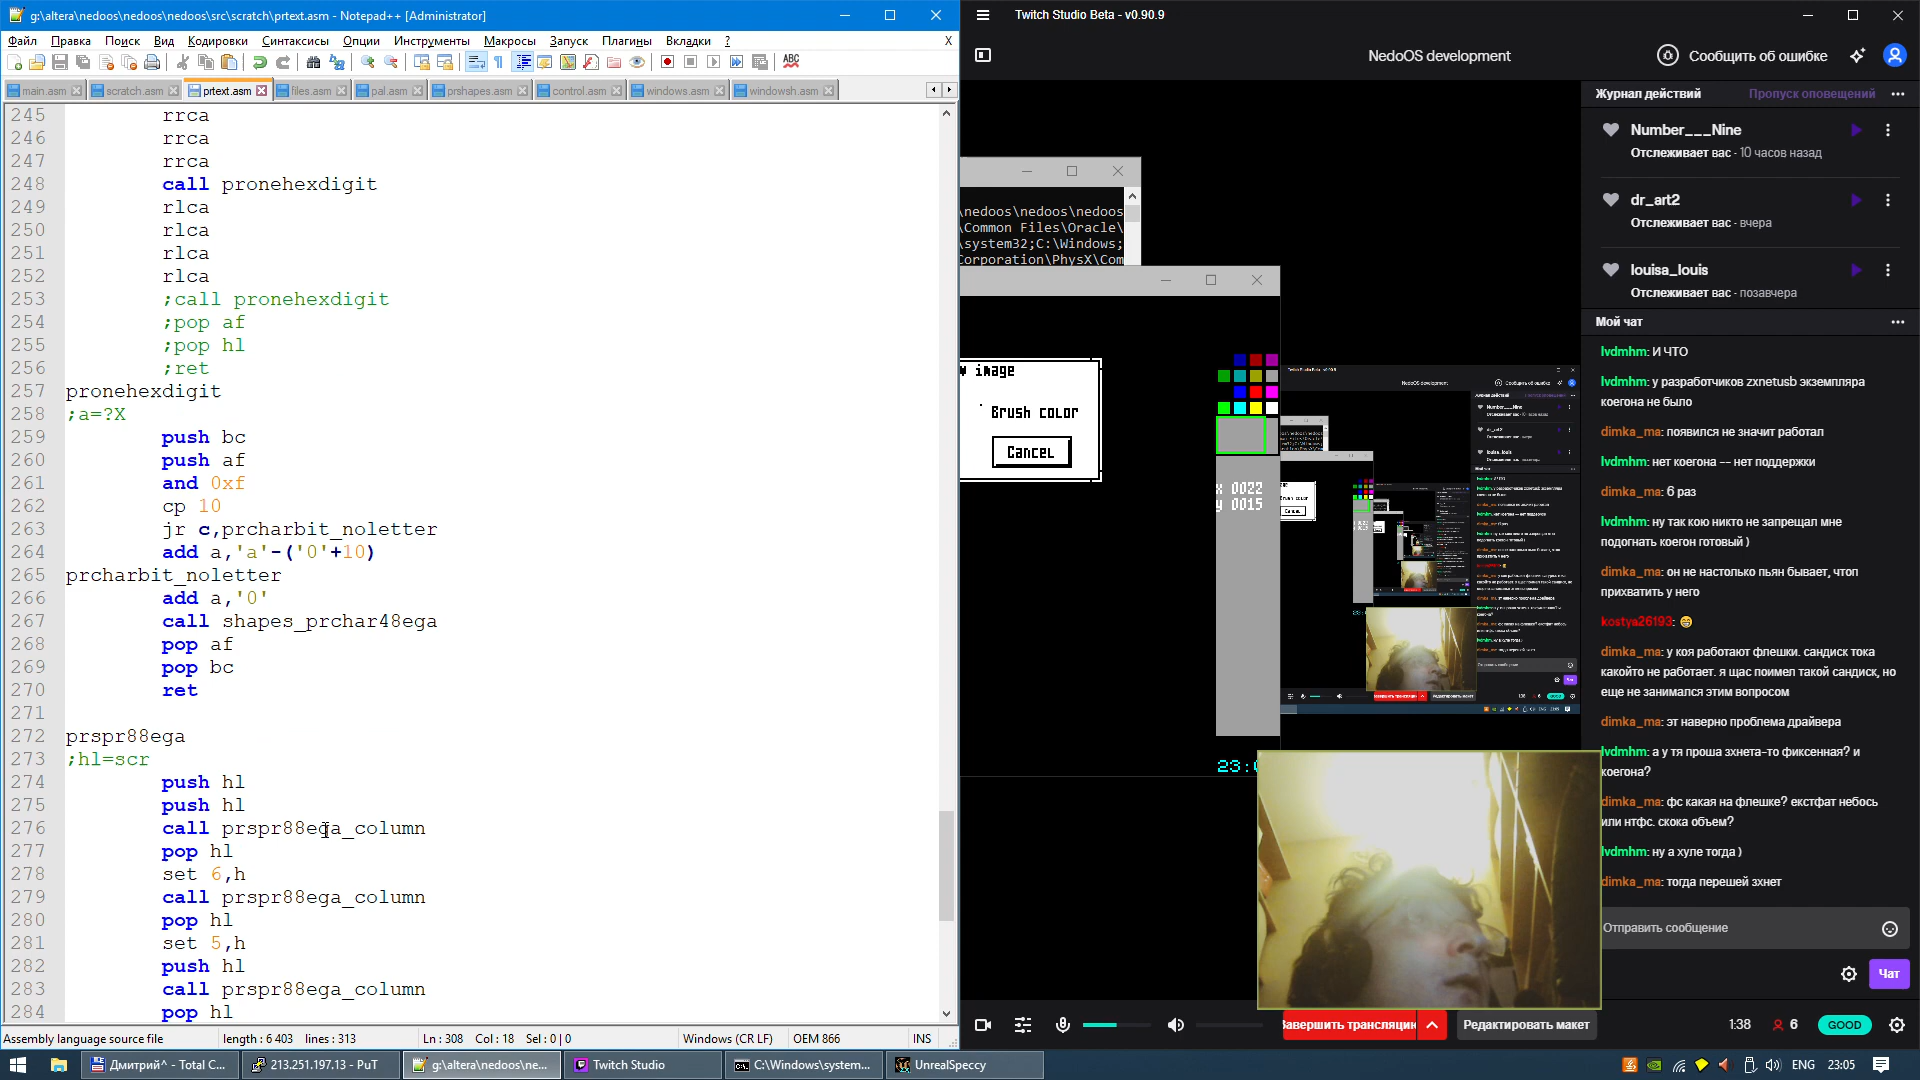 g:\altera\nedoos\nedoos\nedoos\src\scratch\prtext.asm - Notepad++ [Administrator]
Файл Правка Поиск Вид Кодировки Синтаксисы Опции Инструменты Макросы Запуск Плагины Вкладки ? X
main.asm scratch.asm prtext.asm files.asm pal.asm prshapes.asm control.asm windows.asm windowsh.asm
245 rrca
246 rrca
247 rrca
248 call pronehexdigit
249 rlca
250 rlca
251 rlca
252 rlca
253 ;call pronehexdigit
254 ;pop af
255 ;pop hl
256 ;ret
257 pronehexdigit
258 ;a=?X
259 push bc
260 push af
261 and 0xf
262 cp 10
263 jr c,prcharbit_noletter
264 add a,'a'-('0'+10)
265 prcharbit_noletter
266 add a,'0'
267 call shapes_prchar48ega
268 pop af
269 pop bc
270 ret
271
272 prspr88ega
273 ;hl=scr
274 push hl
275 push hl
276 call prspr88ega_column
277 pop hl
278 set 6,h
279 call prspr88ega_column
280 pop hl
281 set 5,h
282 push hl
283 call prspr88ega_column
284 pop hl
Assembly language source file length : 6 403 lines : 313 Ln : 308 Col : 18 Sel : 0 | 0 Windows (CR LF) OEM 866 INS
Twitch Studio Beta - v0.90.9
NedoOS development
Сообщить об ошибке
\nedoos\nedoos\nedoos
\Common Files\Oracle\
\system32;C:\Windows;
Corporation\PhysX\Com
image
Brush color
Cancel
x 0022
y 0015
23:
Журнал действий Пропуск оповещений
Number___Nine
Отслеживает вас - 10 часов назад
dr_art2
Отслеживает вас - вчера
louisa_louis
Отслеживает вас - позавчера
Мой чат
lvdmhm: И ЧТО
lvdmhm: у разработчиков zxnetusb экземпляра
коегона не было
dimka_ma: появился не значит работал
lvdmhm: нет коегона -- нет поддержки
dimka_ma: 6 раз
lvdmhm: ну так кою никто не запрещал мне
подогнать коегон готовый )
dimka_ma: он не настолько пьян бывает, чтоп
прихватить у него
kostya26193:
dimka_ma: у коя работают флешки. сандиск тока
какойто не работает. я щас поимел такой сандиск, но
еще не занимался этим вопросом
dimka_ma: эт наверно проблема драйвера
lvdmhm: а у тя проша зхнета-то фиксенная? и
коегона?
dimka_ma: фс какая на флешке? екстфат небось
или нтфс. скока объем?
lvdmhm: ну а хуле тогда )
dimka_ma: тогда перешей зхнет
Отправить сообщение
Чат
Завершить трансляцию Редактировать макет 1:38 6 GOOD
Дмитрий^ - Total C... 213.251.197.13 - PuT g:\altera\nedoos\ne... Twitch Studio C:\Windows\system... UnrealSpeccy ENG 23:05